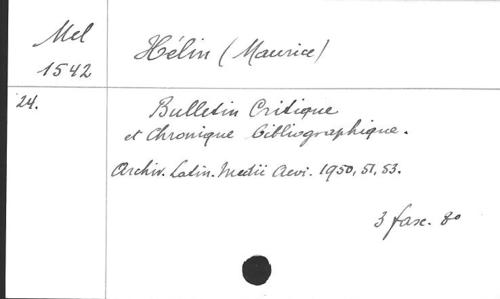 Mel
1542
Hélin (Maurice)
24.
Bulletin Critique
et Chronique bibliographique.
Archiv. Latin. Medii Aevi. 1950, 51, 53.
3 fasc. 8º